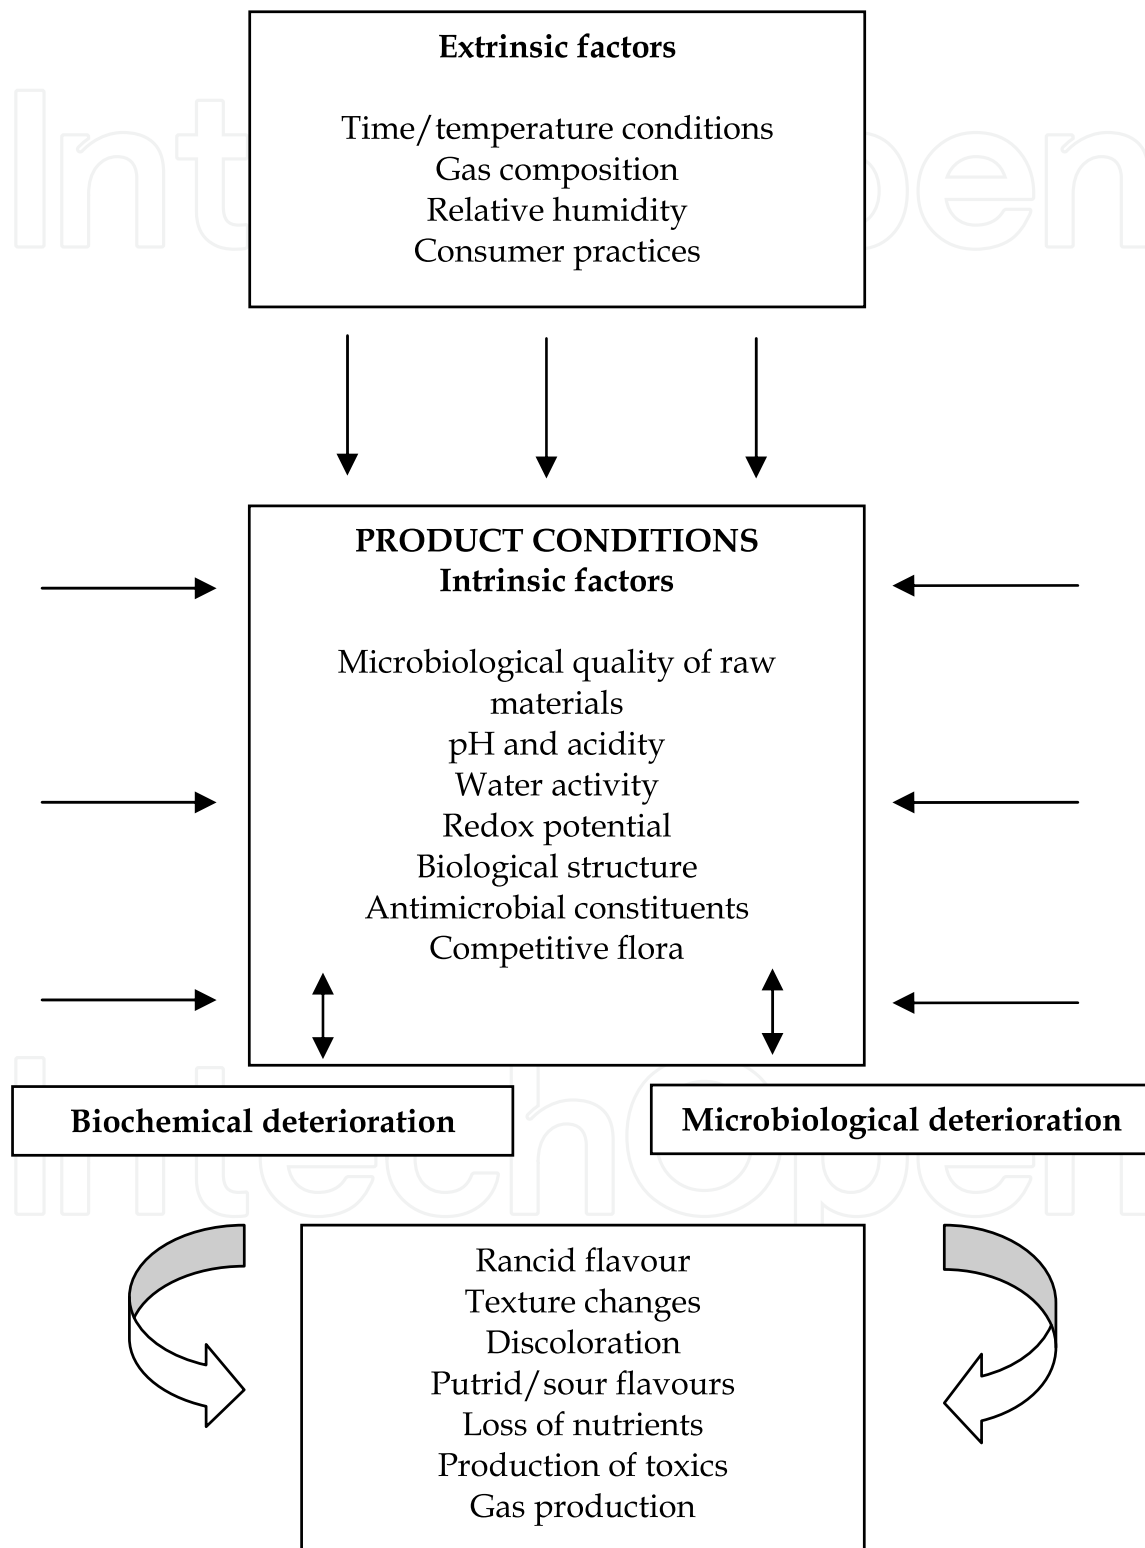 Extrinsic factors
Time/temperature conditions
Gas composition
Relative humidity
Consumer practices
PRODUCT CONDITIONS
Intrinsic factors
Microbiological quality of raw
materials
pH and acidity
Water activity
Redox potential
Biological structure
Antimicrobial constituents
Competitive flora
Biochemical deterioration
Microbiological deterioration
Rancid flavour
Texture changes
Discoloration
Putrid/sour flavours
Loss of nutrients
Production of toxics
Gas production
IntechOpen